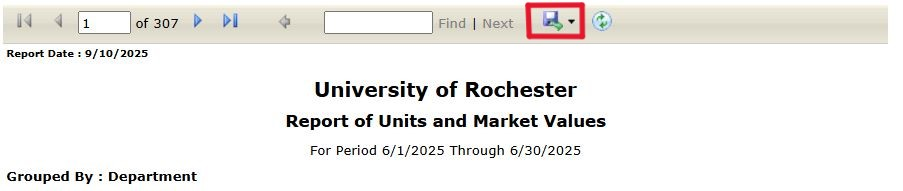 1 of 307 Find | Next
Report Date : 9/10/2025
University of Rochester
Report of Units and Market Values
For Period 6/1/2025 Through 6/30/2025
Grouped By : Department